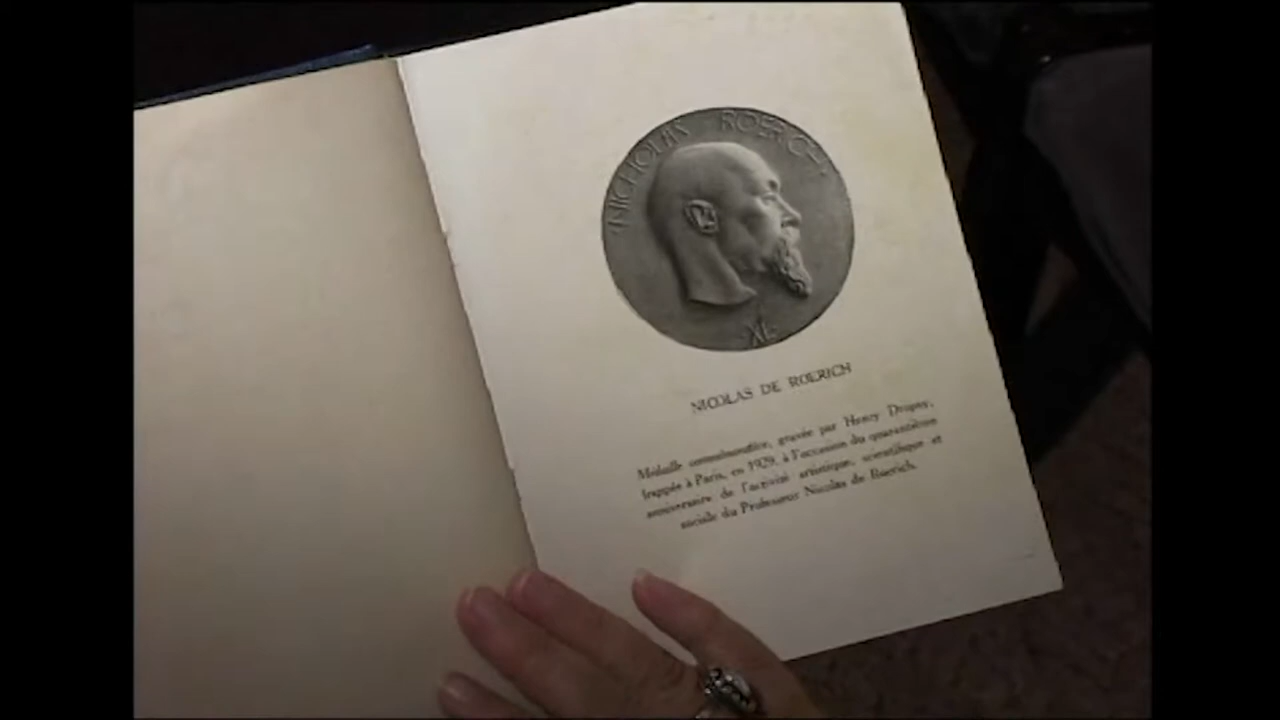 NICHOLAS ROERICH
XL
NICOLAS DE ROERICH
Médaille commémorative, gravée par Henry Dropsy,
frappée à Paris, en 1929, à l'occasion du quarantième
anniversaire de l'activité artistique, scientifique et
sociale du Professeur Nicolas de Roerich.